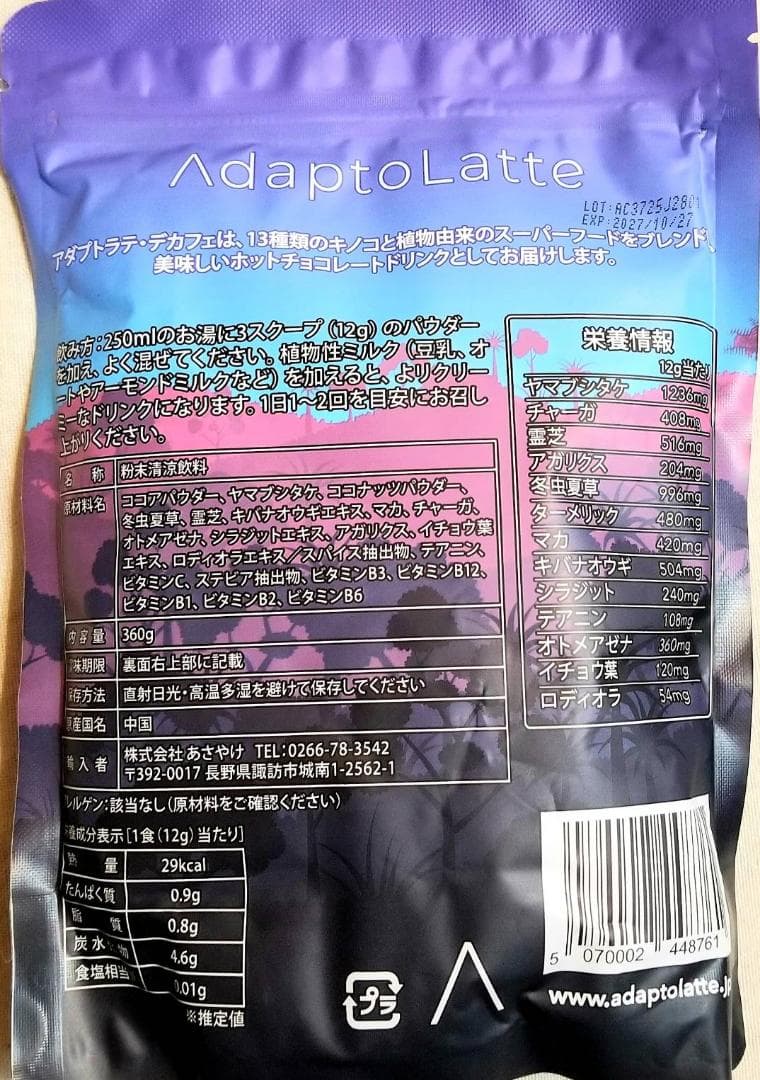 AdaptoLatte
LOT:AC3725J2801
EXP:2027/10/27
アダプトラテ・デカフェは、13種類のキノコと植物由来のスーパーフードをブレンド、
美味しいホットチョコレートドリンクとしてお届けします。
飲み方：250mlのお湯に3スクープ（12g）のパウダー
を加え、よく混ぜてください。植物性ミルク（豆乳、オ
ートやアーモンドミルクなど）を加えると、よりクリー
ミーなドリンクになります。1日1～2回を目安にお召し
上がりください。
名 称 粉末清涼飲料
原材料名 ココアパウダー、ヤマブシタケ、ココナッツパウダー、
冬虫夏草、霊芝、キバナオウギエキス、マカ、チャーガ、
オトメアゼナ、シラジットエキス、アガリクス、イチョウ葉
エキス、ロディオラエキス／スパイス抽出物、テアニン、
ビタミンC、ステビア抽出物、ビタミンB3、ビタミンB12、
ビタミンB1、ビタミンB2、ビタミンB6
内容量 360g
味期限 裏面右上部に記載
保存方法 直射日光・高温多湿を避けて保存してください
原産国名 中国
輸入者 株式会社あさやけ TEL：0266-78-3542
〒392-0017 長野県諏訪市城南1-2562-1
レルゲン：該当なし（原材料をご確認ください）
養成分表示［1食（12g）当たり］
熱 量 29kcal
たんぱく質 0.9g
脂 質 0.8g
炭水 物 4.6g
食塩相当 0.01g
※推定値
栄養情報
12g当たり
ヤマブシタケ 1236mg
チャーガ 408mg
霊芝 516mg
アガリクス 204mg
冬虫夏草 996mg
ターメリック 480mg
マカ 420mg
キバナオウギ 504mg
シラジット 240mg
テアニン 108mg
オトメアゼナ 360mg
イチョウ葉 120mg
ロディオラ 54mg
プラ
5 070002 448761
www.adaptolatte.j